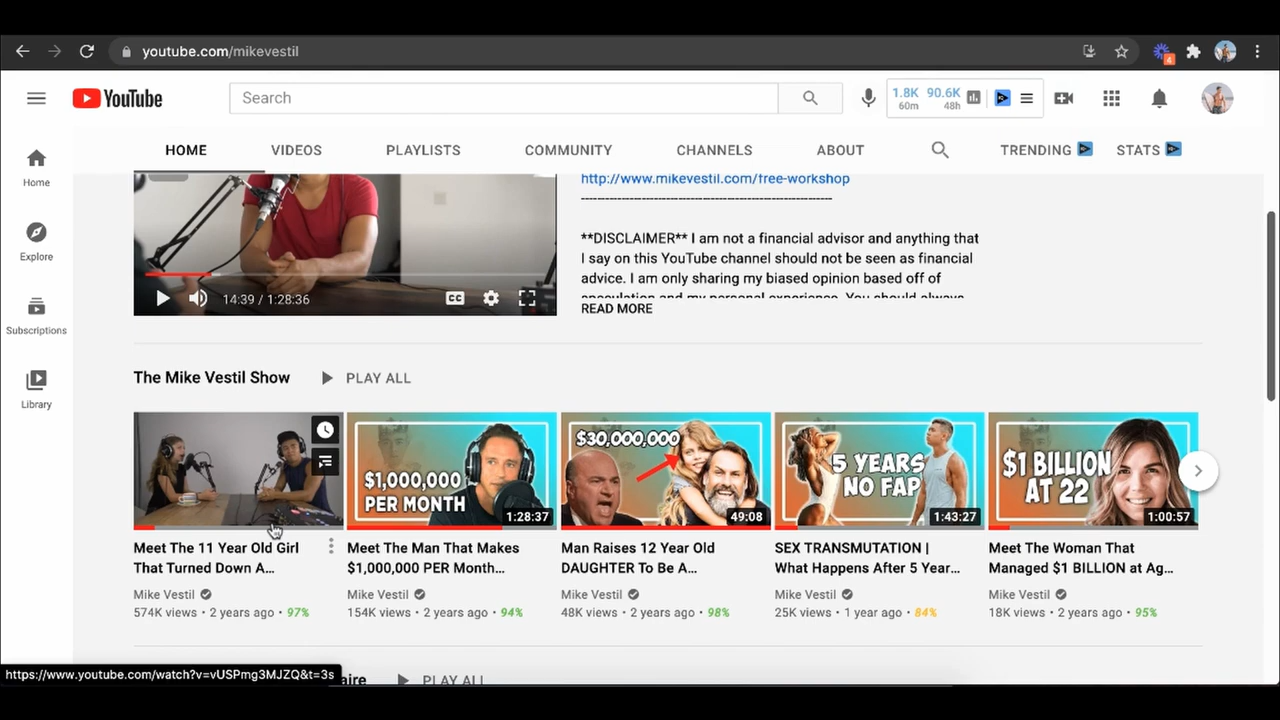 youtube.com/mikevestil
4
YouTube
Search
1.8K 90.6K
60m 48h
HOME VIDEOS PLAYLISTS COMMUNITY CHANNELS ABOUT TRENDING STATS
Home
Explore
Subscriptions
Library
14:39 / 1:28:36
CC
http://www.mikevestil.com/free-workshop
------------------------------------------------------------
**DISCLAIMER** I am not a financial advisor and anything that
I say on this YouTube channel should not be seen as financial
advice. I am only sharing my biased opinion based off of
speculation and my personal experience. You should always
READ MORE
The Mike Vestil Show PLAY ALL
$1,000,000
PER MONTH
1:28:37
$30,000,000
49:08
5 YEARS
NO FAP
1:43:27
$1 BILLION
AT 22
1:00:57
Meet The 11 Year Old Girl
That Turned Down A...
Mike Vestil
574K views • 2 years ago • 97%
Meet The Man That Makes
$1,000,000 PER Month...
Mike Vestil
154K views • 2 years ago • 94%
Man Raises 12 Year Old
DAUGHTER To Be A...
Mike Vestil
48K views • 2 years ago • 98%
SEX TRANSMUTATION |
What Happens After 5 Year...
Mike Vestil
25K views • 1 year ago • 84%
Meet The Woman That
Managed $1 BILLION at Ag...
Mike Vestil
18K views • 2 years ago • 95%
https://www.youtube.com/watch?v=vUSPmg3MJZQ&t=3s
aire PLAY ALL